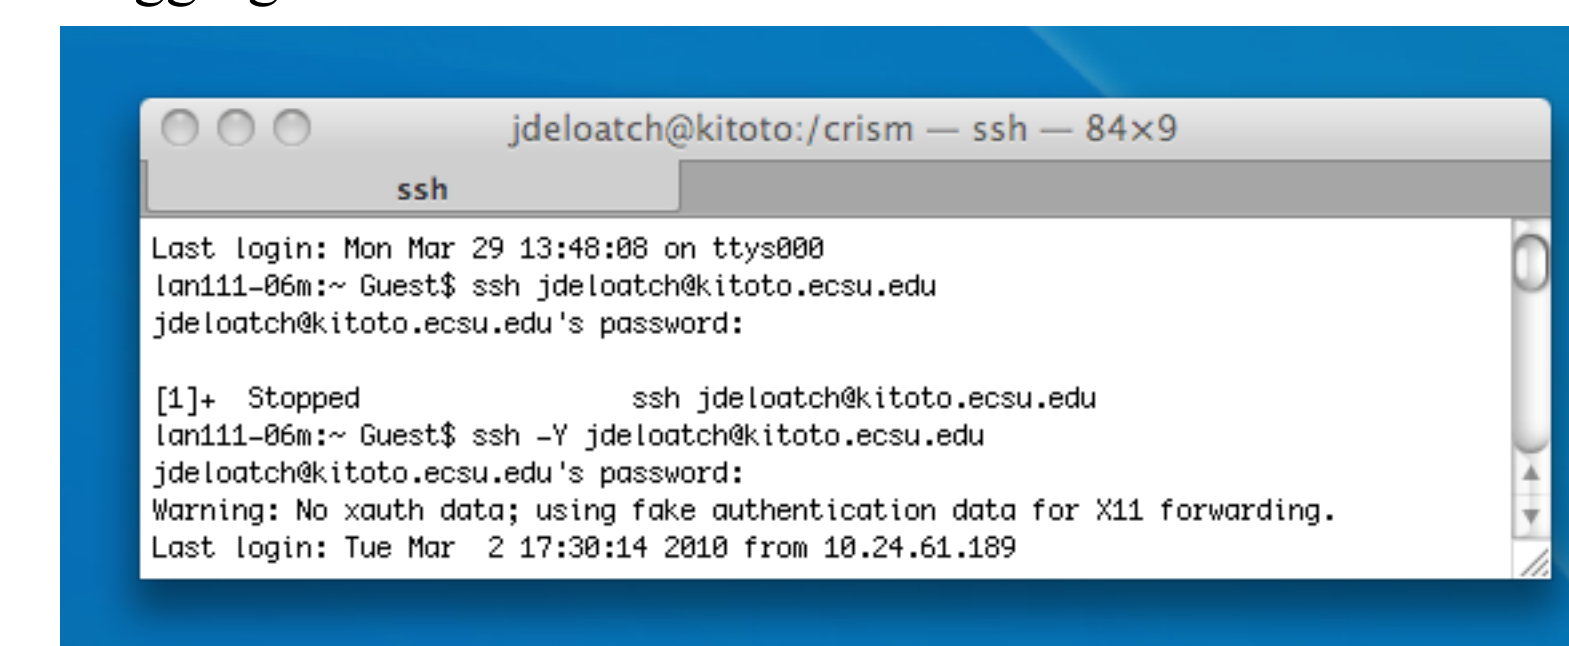 jdeloatch@kitoto:/crism — ssh — 84×9
ssh
Last login: Mon Mar 29 13:48:08 on ttys000
lan111-06m:~ Guest$ ssh jdeloatch@kitoto.ecsu.edu
jdeloatch@kitoto.ecsu.edu's password:
[1]+  Stopped                 ssh jdeloatch@kitoto.ecsu.edu
lan111-06m:~ Guest$ ssh -Y jdeloatch@kitoto.ecsu.edu
jdeloatch@kitoto.ecsu.edu's password:
Warning: No xauth data; using fake authentication data for X11 forwarding.
Last login: Tue Mar  2 17:30:14 2010 from 10.24.61.189